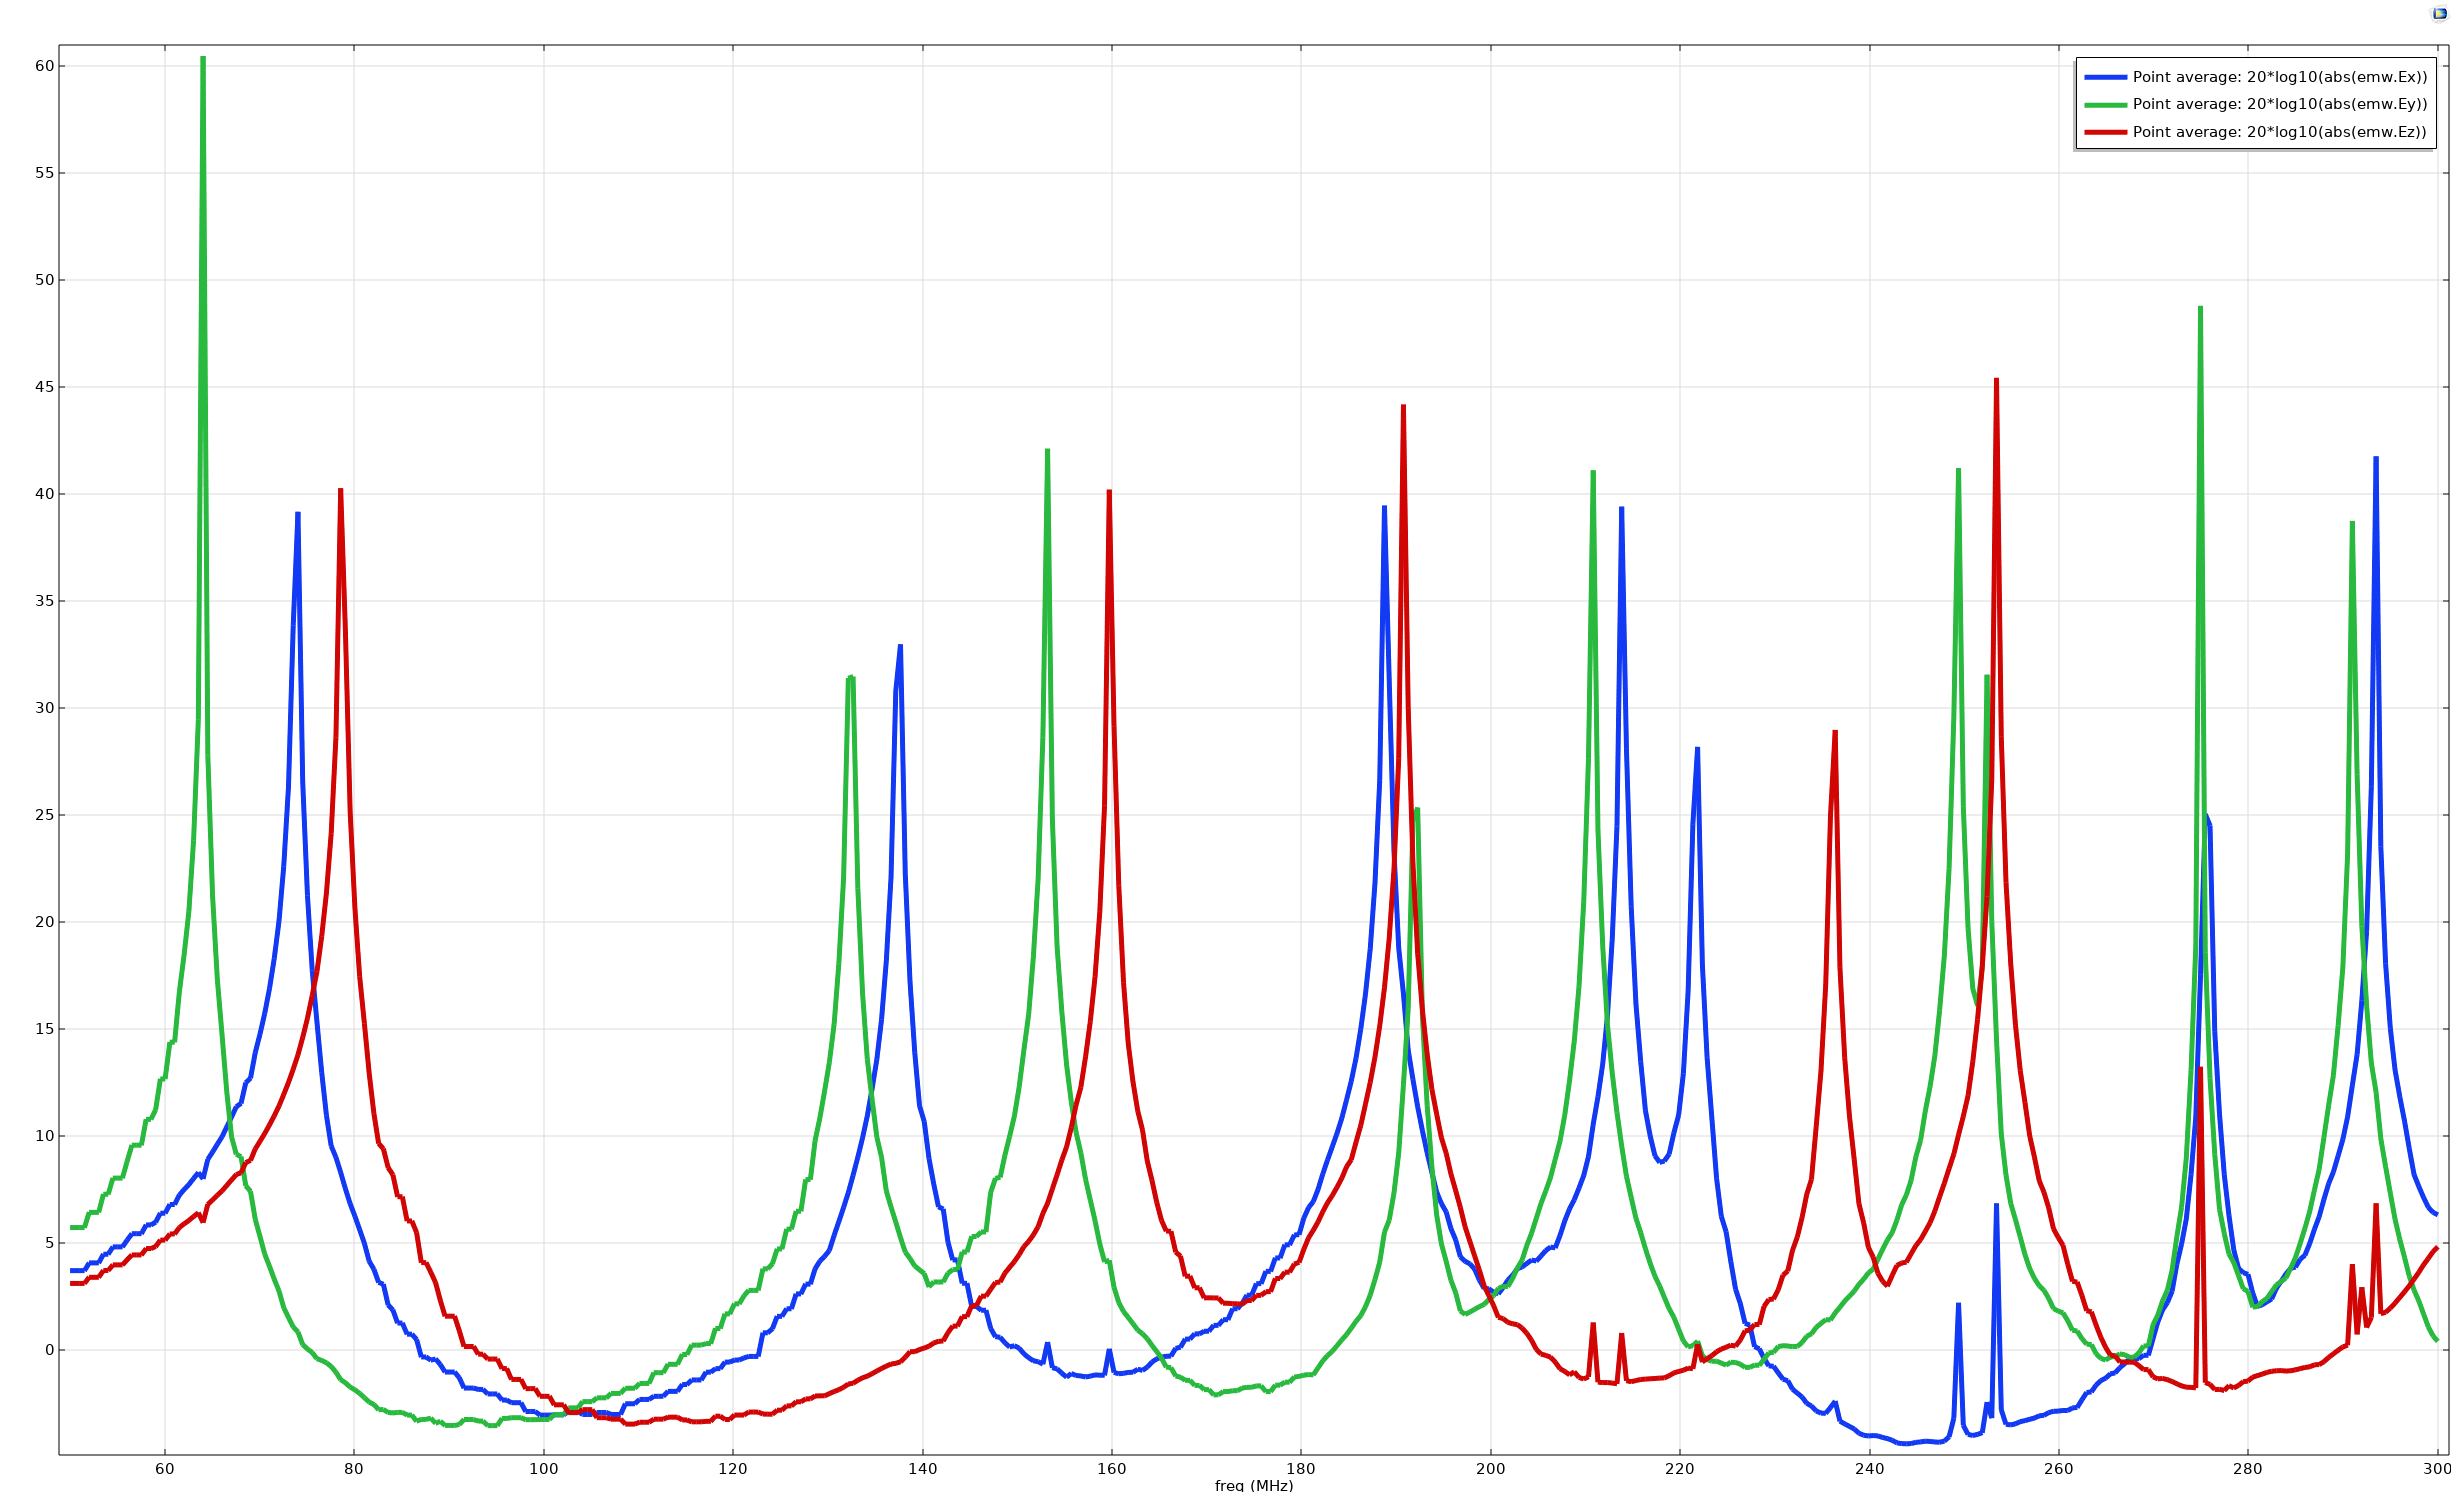 60
55
50
45
40
35
30
25
20
15
10
5
0
Point average: 20*log10(abs(emw.Ex))
Point average: 20*log10(abs(emw.Ey))
Point average: 20*log10(abs(emw.Ez))
60 80 100 120 140 160 180 200 220 240 260 280 300
freq (MHz)